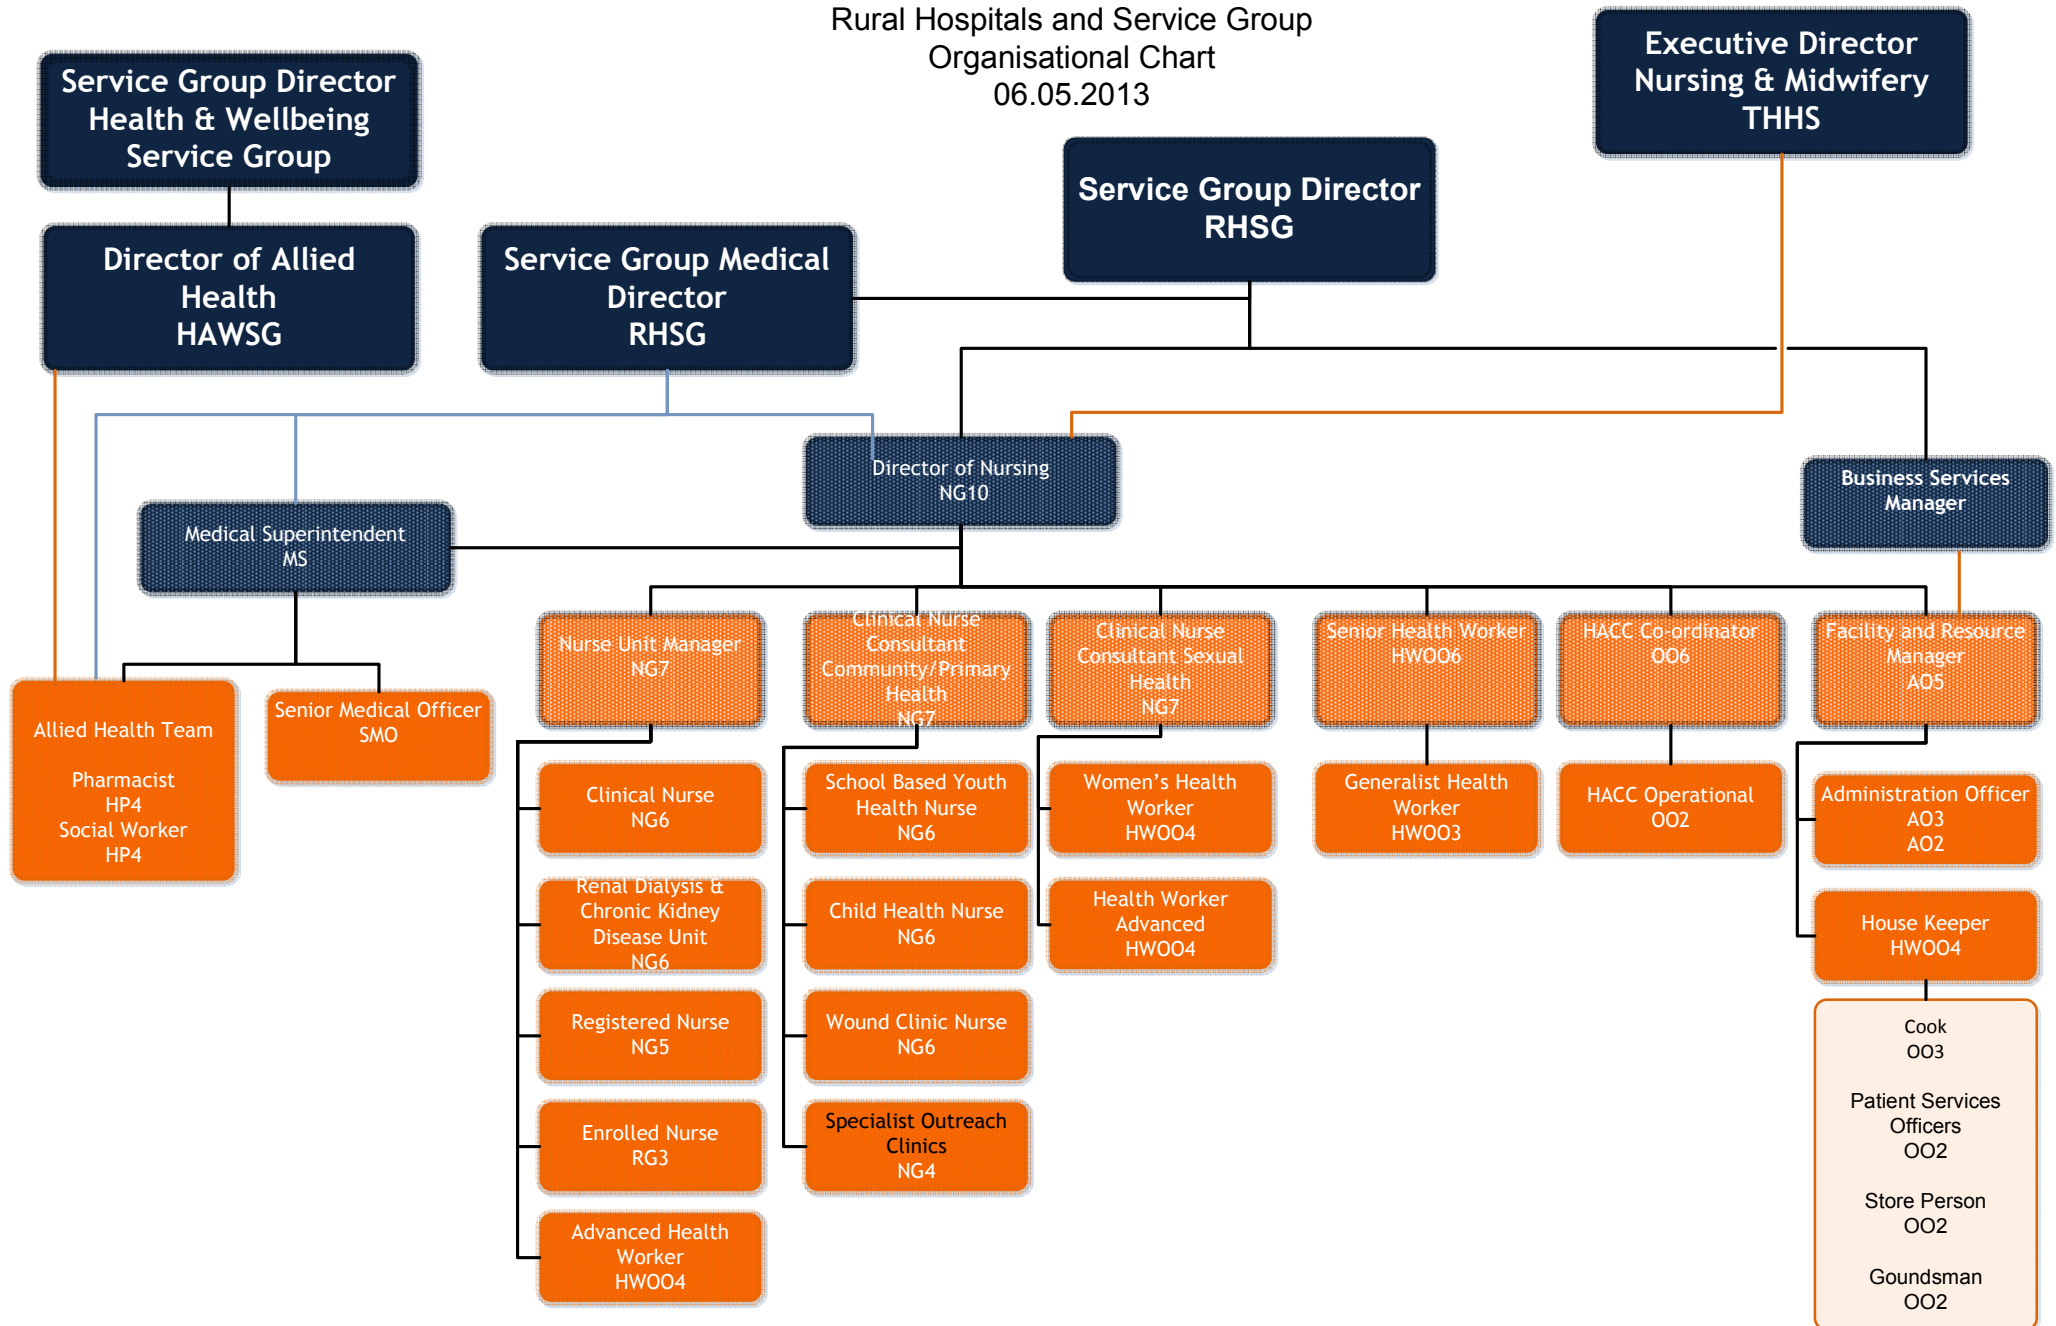 Rural Hospitals and Service Group
Organisational Chart
06.05.2013
Service Group Director
Health & Wellbeing
Service Group
Executive Director
Nursing & Midwifery
THHS
Service Group Director
RHSG
Director of Allied
Health
HAWSG
Service Group Medical
Director
RHSG
Director of Nursing
NG10
Business Services
Manager
Medical Superintendent
MS
Allied Health Team
Pharmacist
HP4
Social Worker
HP4
Senior Medical Officer
SMO
Nurse Unit Manager
NG7
Clinical Nurse
NG6
Renal Dialysis &
Chronic Kidney
Disease Unit
NG6
Registered Nurse
NG5
Enrolled Nurse
RG3
Advanced Health
Worker
HWOO4
Clinical Nurse
Consultant
Community/Primary
Health
NG7
School Based Youth
Health Nurse
NG6
Child Health Nurse
NG6
Wound Clinic Nurse
NG6
Specialist Outreach
Clinics
NG4
Clinical Nurse
Consultant Sexual
Health
NG7
Women’s Health
Worker
HWOO4
Health Worker
Advanced
HWOO4
Senior Health Worker
HWOO6
Generalist Health
Worker
HWOO3
HACC Co-ordinator
OO6
HACC Operational
OO2
Facility and Resource
Manager
AO5
Administration Officer
AO3
AO2
House Keeper
HWOO4
Cook
OO3
Patient Services
Officers
OO2
Store Person
OO2
Goundsman
OO2